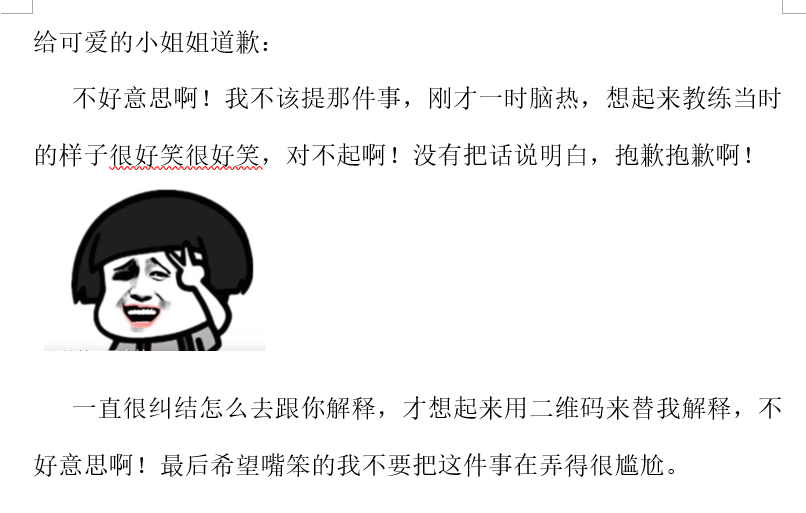 给可爱的小姐姐道歉：
不好意思啊！我不该提那件事，刚才一时脑热，想起来教练当时
的样子很好笑很好笑，对不起啊！没有把话说明白，抱歉抱歉啊！
一直很纠结怎么去跟你解释，才想起来用二维码来替我解释，不
好意思啊！最后希望嘴笨的我不要把这件事在弄得很尴尬。